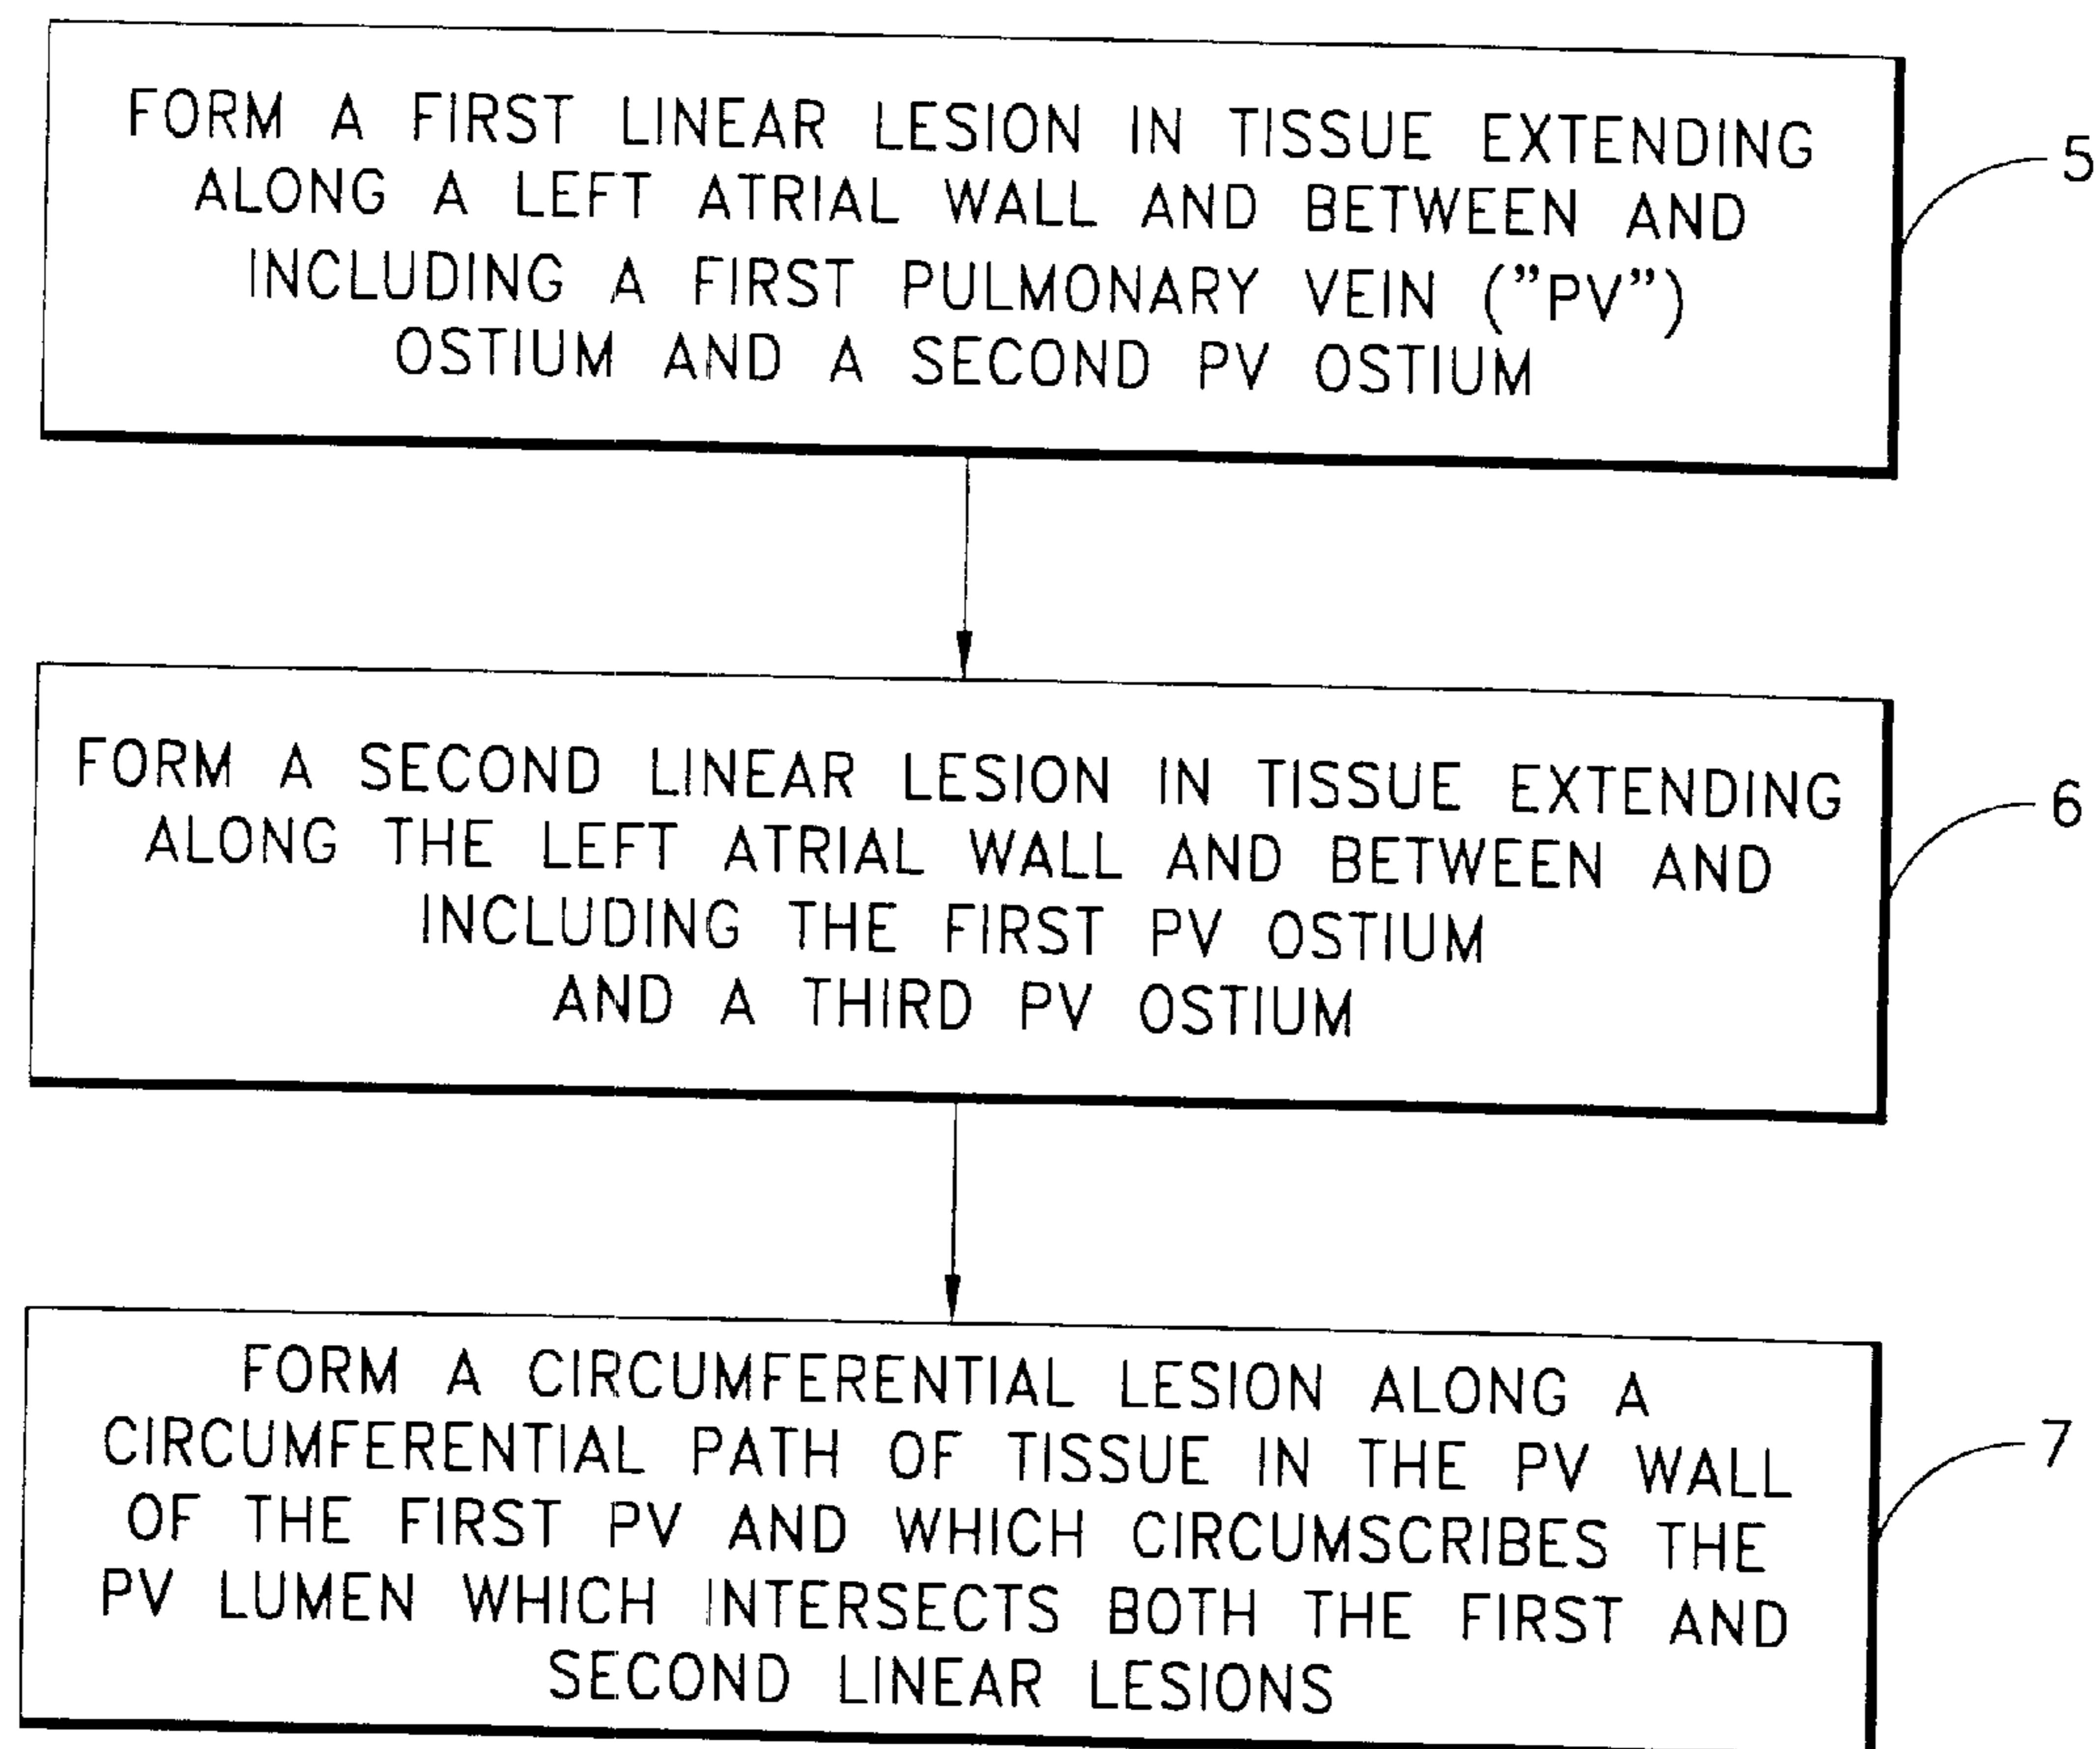 FORM A FIRST LINEAR LESION IN TISSUE EXTENDING
ALONG A LEFT ATRIAL WALL AND BETWEEN AND
INCLUDING A FIRST PULMONARY VEIN (”PV”)
OSTIUM AND A SECOND PV OSTIUM
5
FORM A SECOND LINEAR LESION IN TISSUE EXTENDING
ALONG THE LEFT ATRIAL WALL AND BETWEEN AND
INCLUDING THE FIRST PV OSTIUM
AND A THIRD PV OSTIUM
6
FORM A CIRCUMFERENTIAL LESION ALONG A
CIRCUMFERENTIAL PATH OF TISSUE IN THE PV WALL
OF THE FIRST PV AND WHICH CIRCUMSCRIBES THE
PV LUMEN WHICH INTERSECTS BOTH THE FIRST AND
SECOND LINEAR LESIONS
7